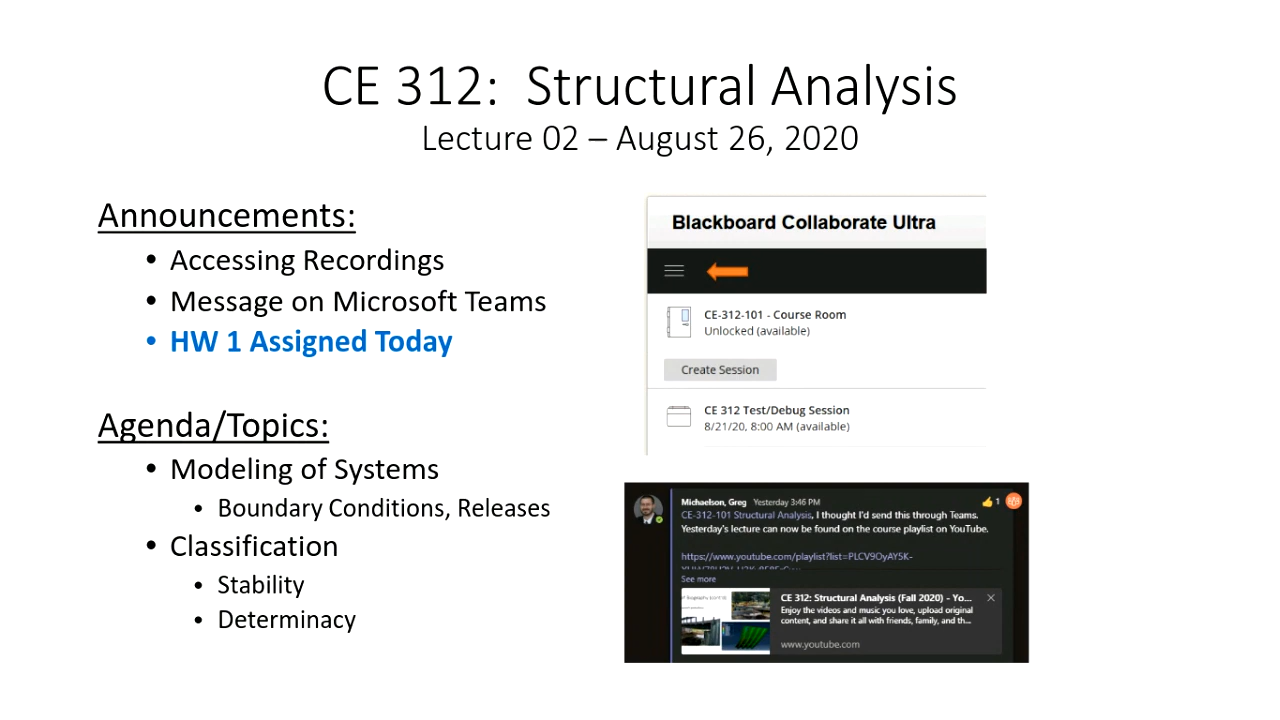 CE 312: Structural Analysis
Lecture 02 – August 26, 2020
Announcements:
• Accessing Recordings
• Message on Microsoft Teams
• HW 1 Assigned Today
Agenda/Topics:
• Modeling of Systems
• Boundary Conditions, Releases
• Classification
• Stability
• Determinacy
Blackboard Collaborate Ultra
CE-312-101 - Course Room
Unlocked (available)
Create Session
CE 312 Test/Debug Session
8/21/20, 8:00 AM (available)
Michaelson, Greg Yesterday 3:46 PM
1
CE-312-101 Structural Analysis, I thought I'd send this through Teams.
Yesterday's lecture can now be found on the course playlist on YouTube.
https://www.youtube.com/playlist?list=PLCV9OyAY5K-
See more
CE 312: Structural Analysis (Fall 2020) - Yo...
Enjoy the videos and music you love, upload original
content, and share it all with friends, family, and th...
www.youtube.com